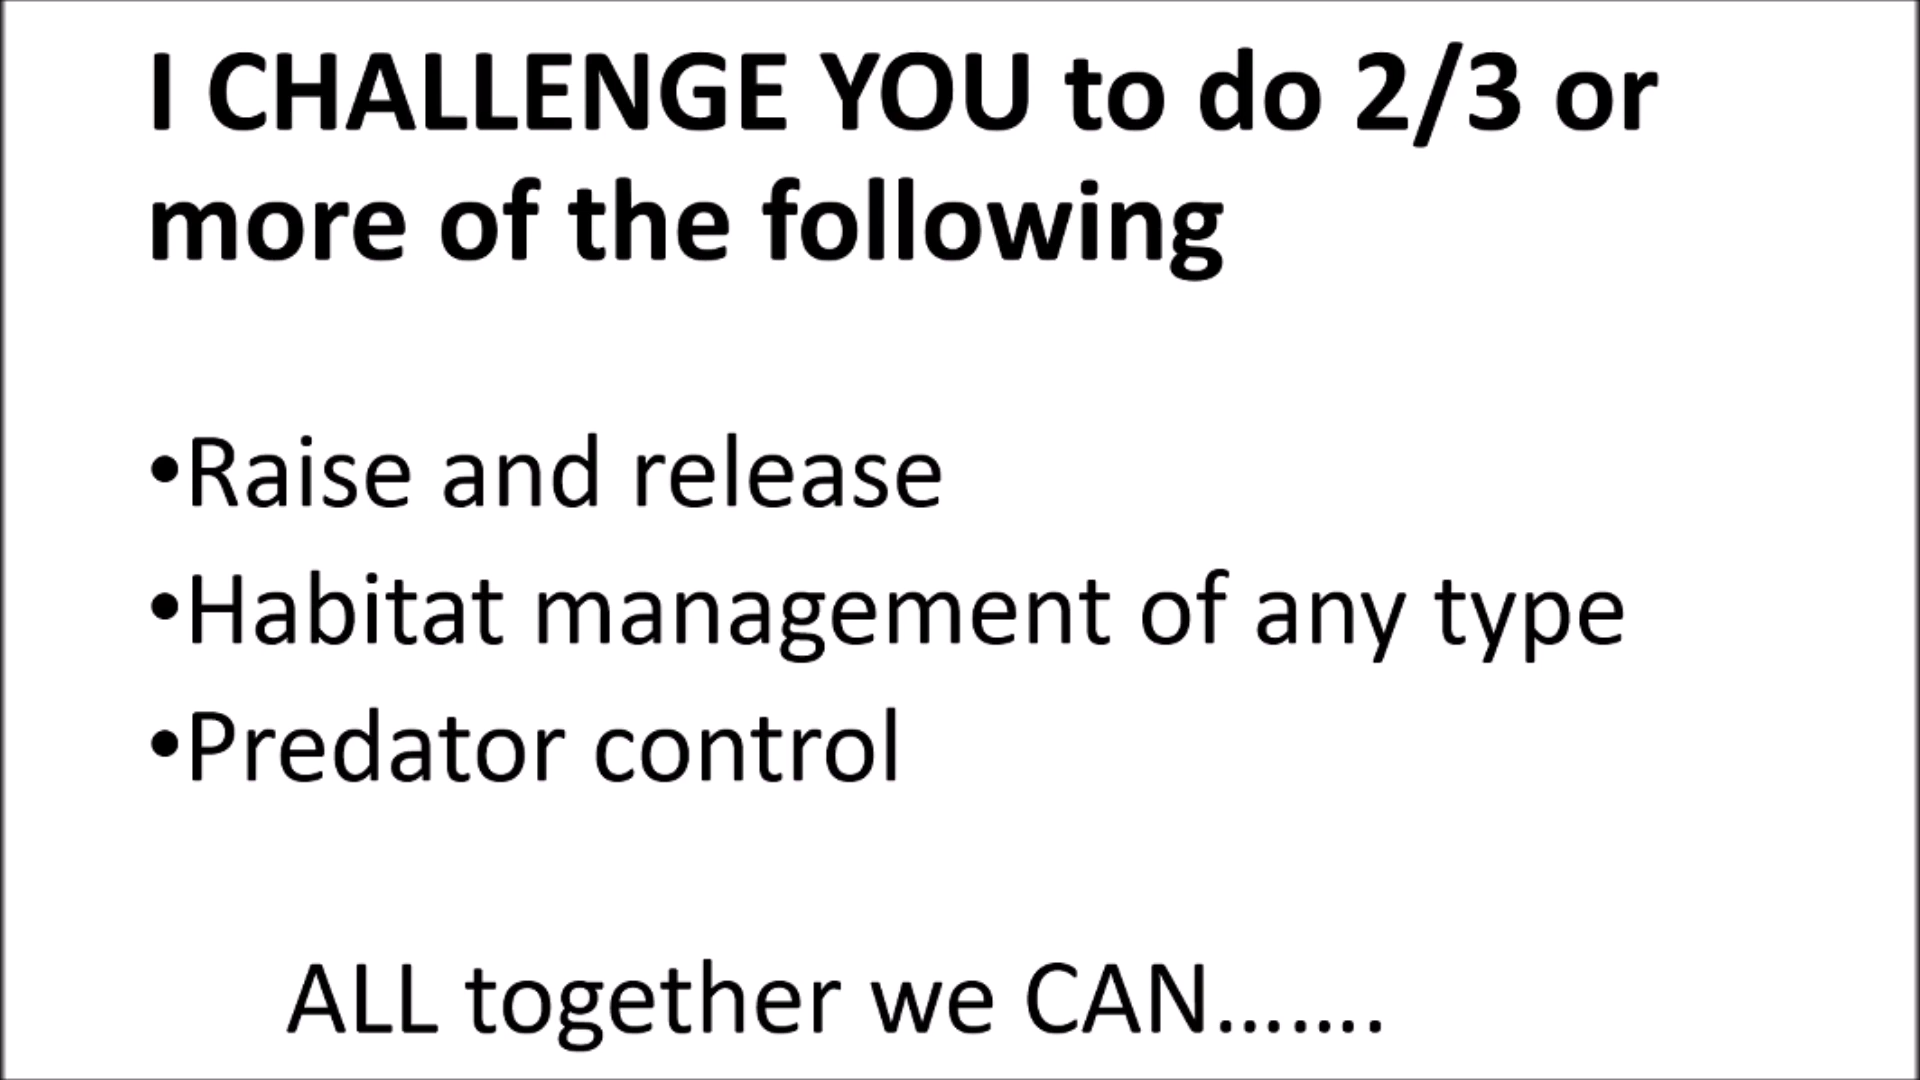 I CHALLENGE YOU to do 2/3 or
more of the following
•Raise and release
•Habitat management of any type
•Predator control
ALL together we CAN.......